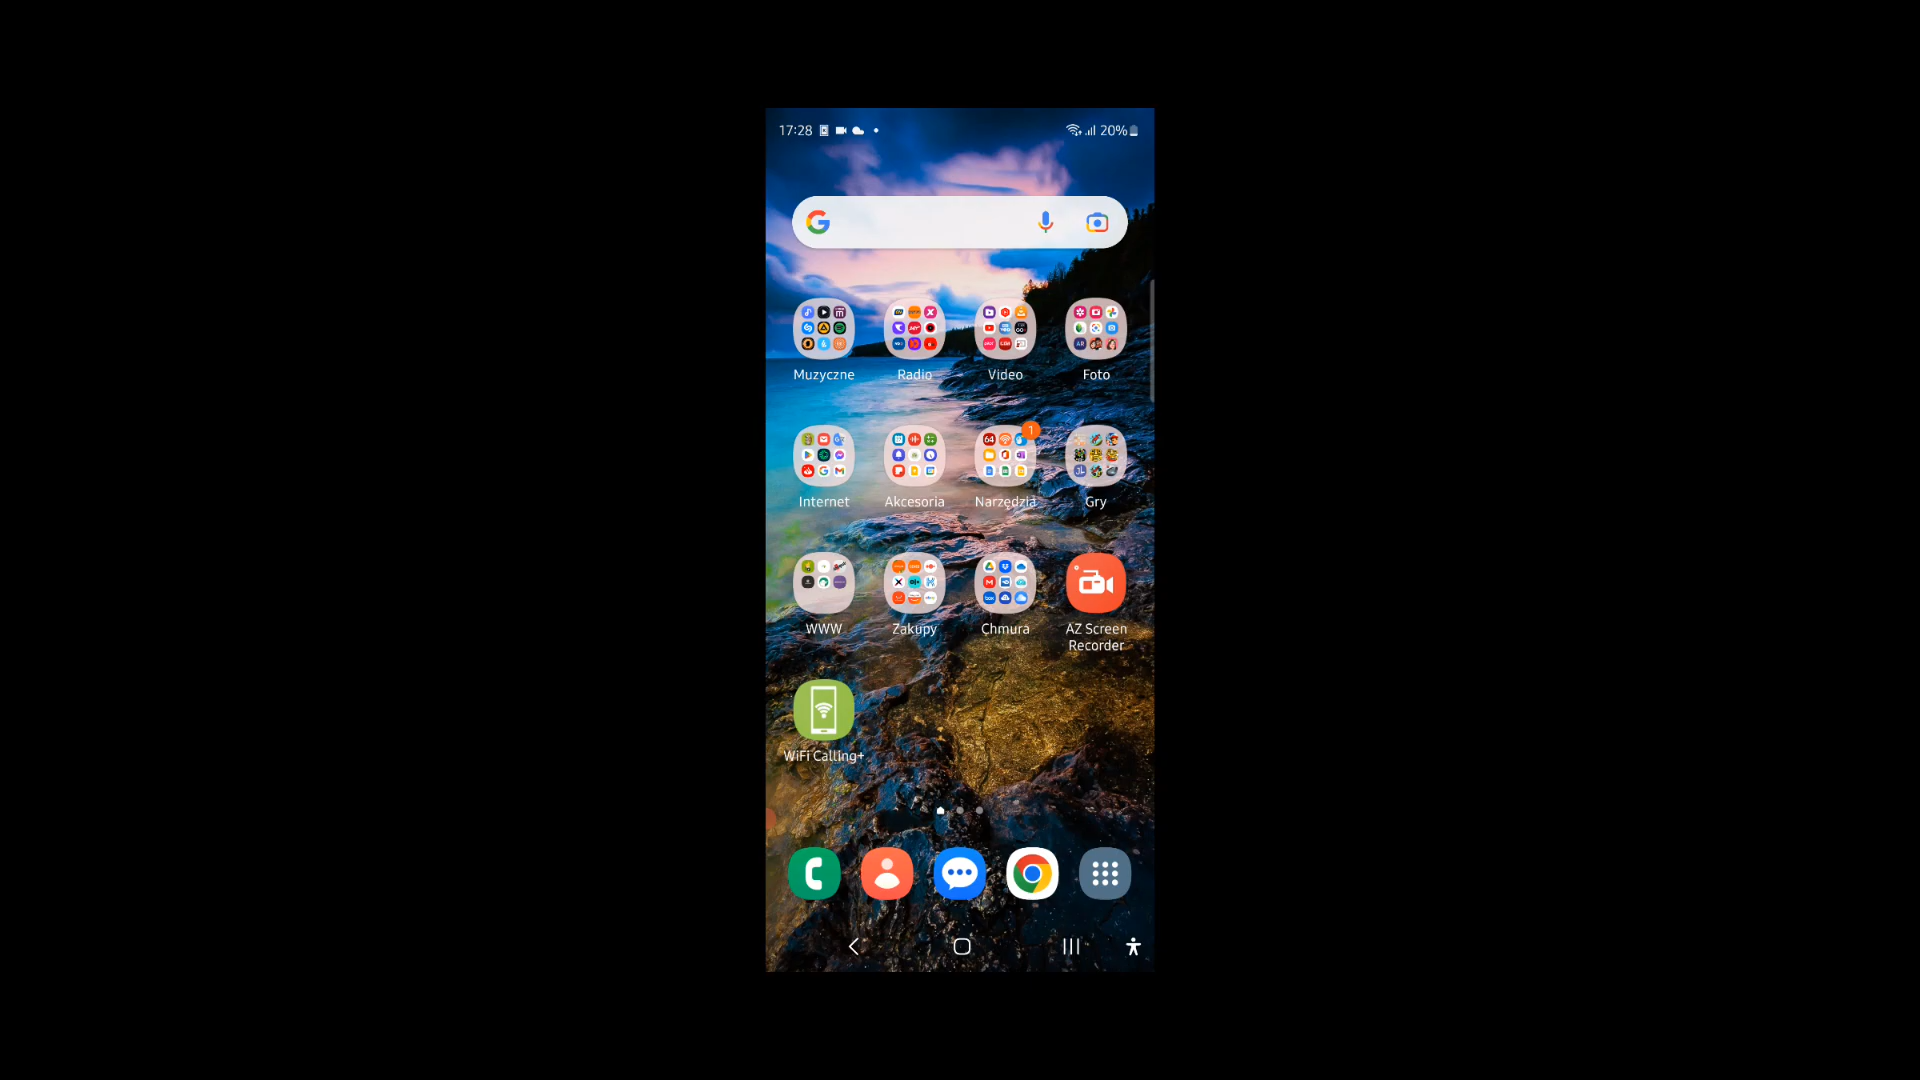 17:28 20%
Muzyczne Radio Video Foto
1
Internet Akcesoria Narzędzia Gry
WWW Zakupy Chmura AZ Screen
Recorder
WiFi Calling+